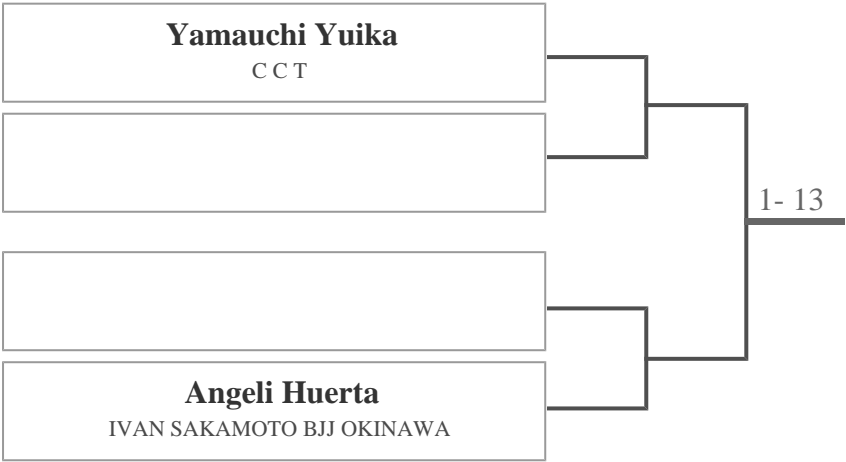 Yamauchi Yuika
C C T
1- 13
Angeli Huerta
IVAN SAKAMOTO BJJ OKINAWA